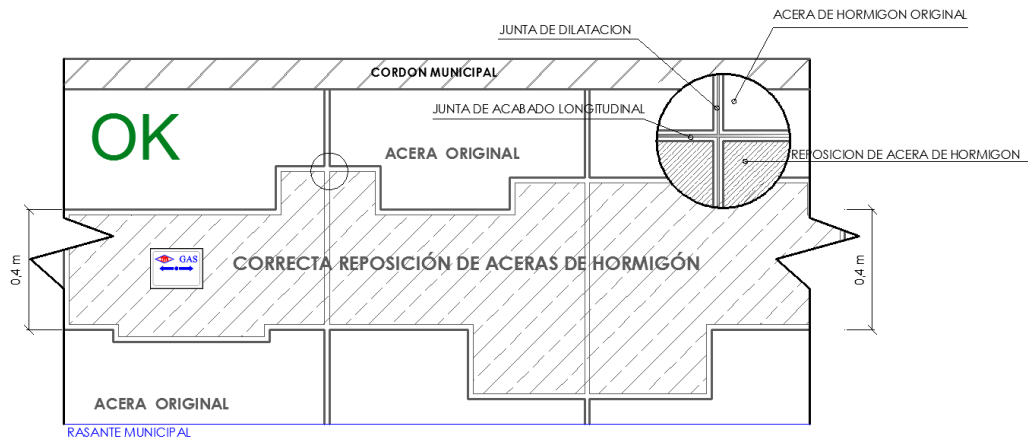 ACERA DE HORMIGON ORIGINAL
JUNTA DE DILATACION
CORDON MUNICIPAL
JUNTA DE ACABADO LONGITUDINAL
OK
ACERA ORIGINAL
REPOSICION DE ACERA DE HORMIGON
0,4 m
GAS
CORRECTA REPOSICIÓN DE ACERAS DE HORMIGÓN
0,4 m
ACERA ORIGINAL
RASANTE MUNICIPAL